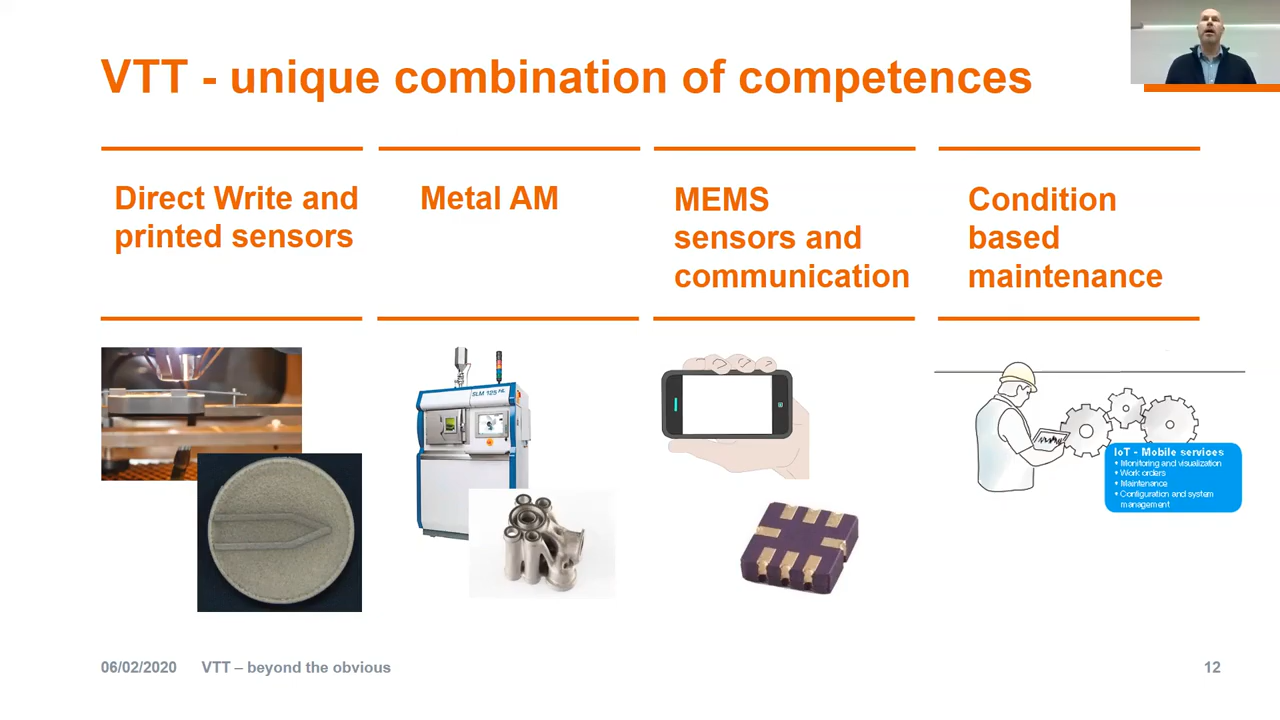 VTT - unique combination of competences
Direct Write and
printed sensors
Metal AM
MEMS
sensors and
communication
Condition
based
maintenance
SLM 125 HL
IoT - Mobile services
• Monitoring and visualization
• Work orders
• Maintenance
• Configuration and system
management
06/02/2020 VTT – beyond the obvious
12